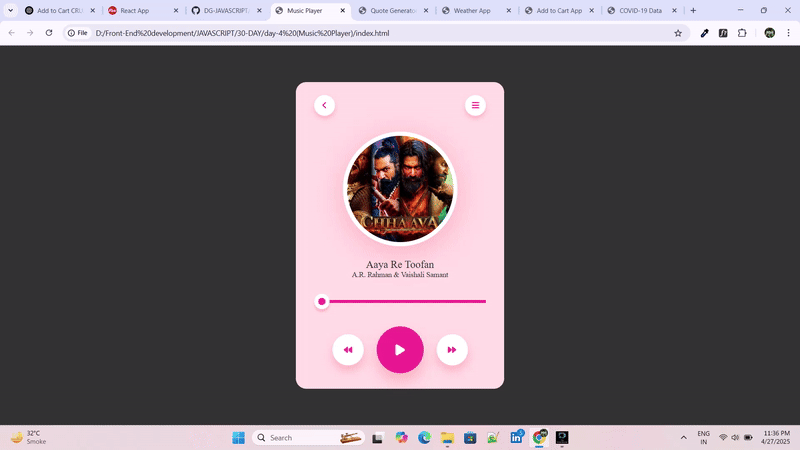 Add to Cart CRU
React App
DG-JAVASCRIPT
Music Player
Quote Generator
Weather App
Add to Cart App
COVID-19 Data
File
D:/Front-End%20development/JAVASCRIPT/30-DAY/day-4%20(Music%20Player)/index.html
CHHAAVA
Aaya Re Toofan
A.R. Rahman & Vaishali Samant
32°C
Smoke
Search
ENG
IN
11:36 PM
4/27/2025